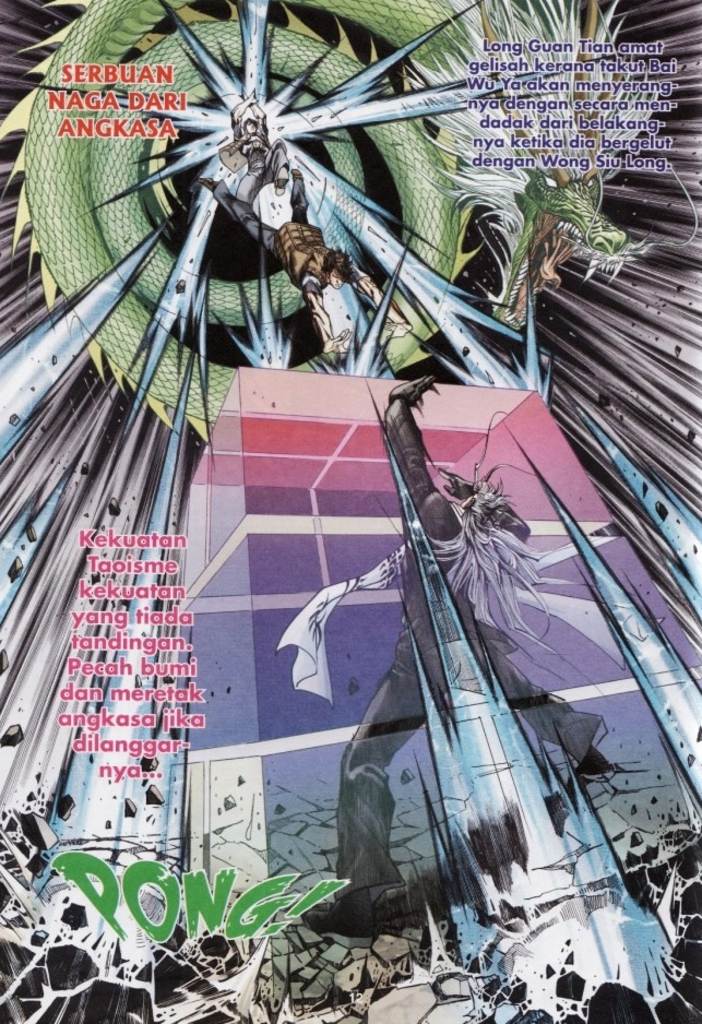 SERBUAN
NAGA DARI
ANGKASA
Long Guan Tian amat
gelisah kerana takut Bai
Wu Ya akan menyerang-
nya dengan secara men-
dadak dari belakang-
nya ketika dia bergelut
dengan Wong Siu Long.
Kekuatan
Taoisme
kekuatan
yang tiada
tandingan.
Pecah bumi
dan meretak
angkasa jika
dilanggar-
nya...
PONG!